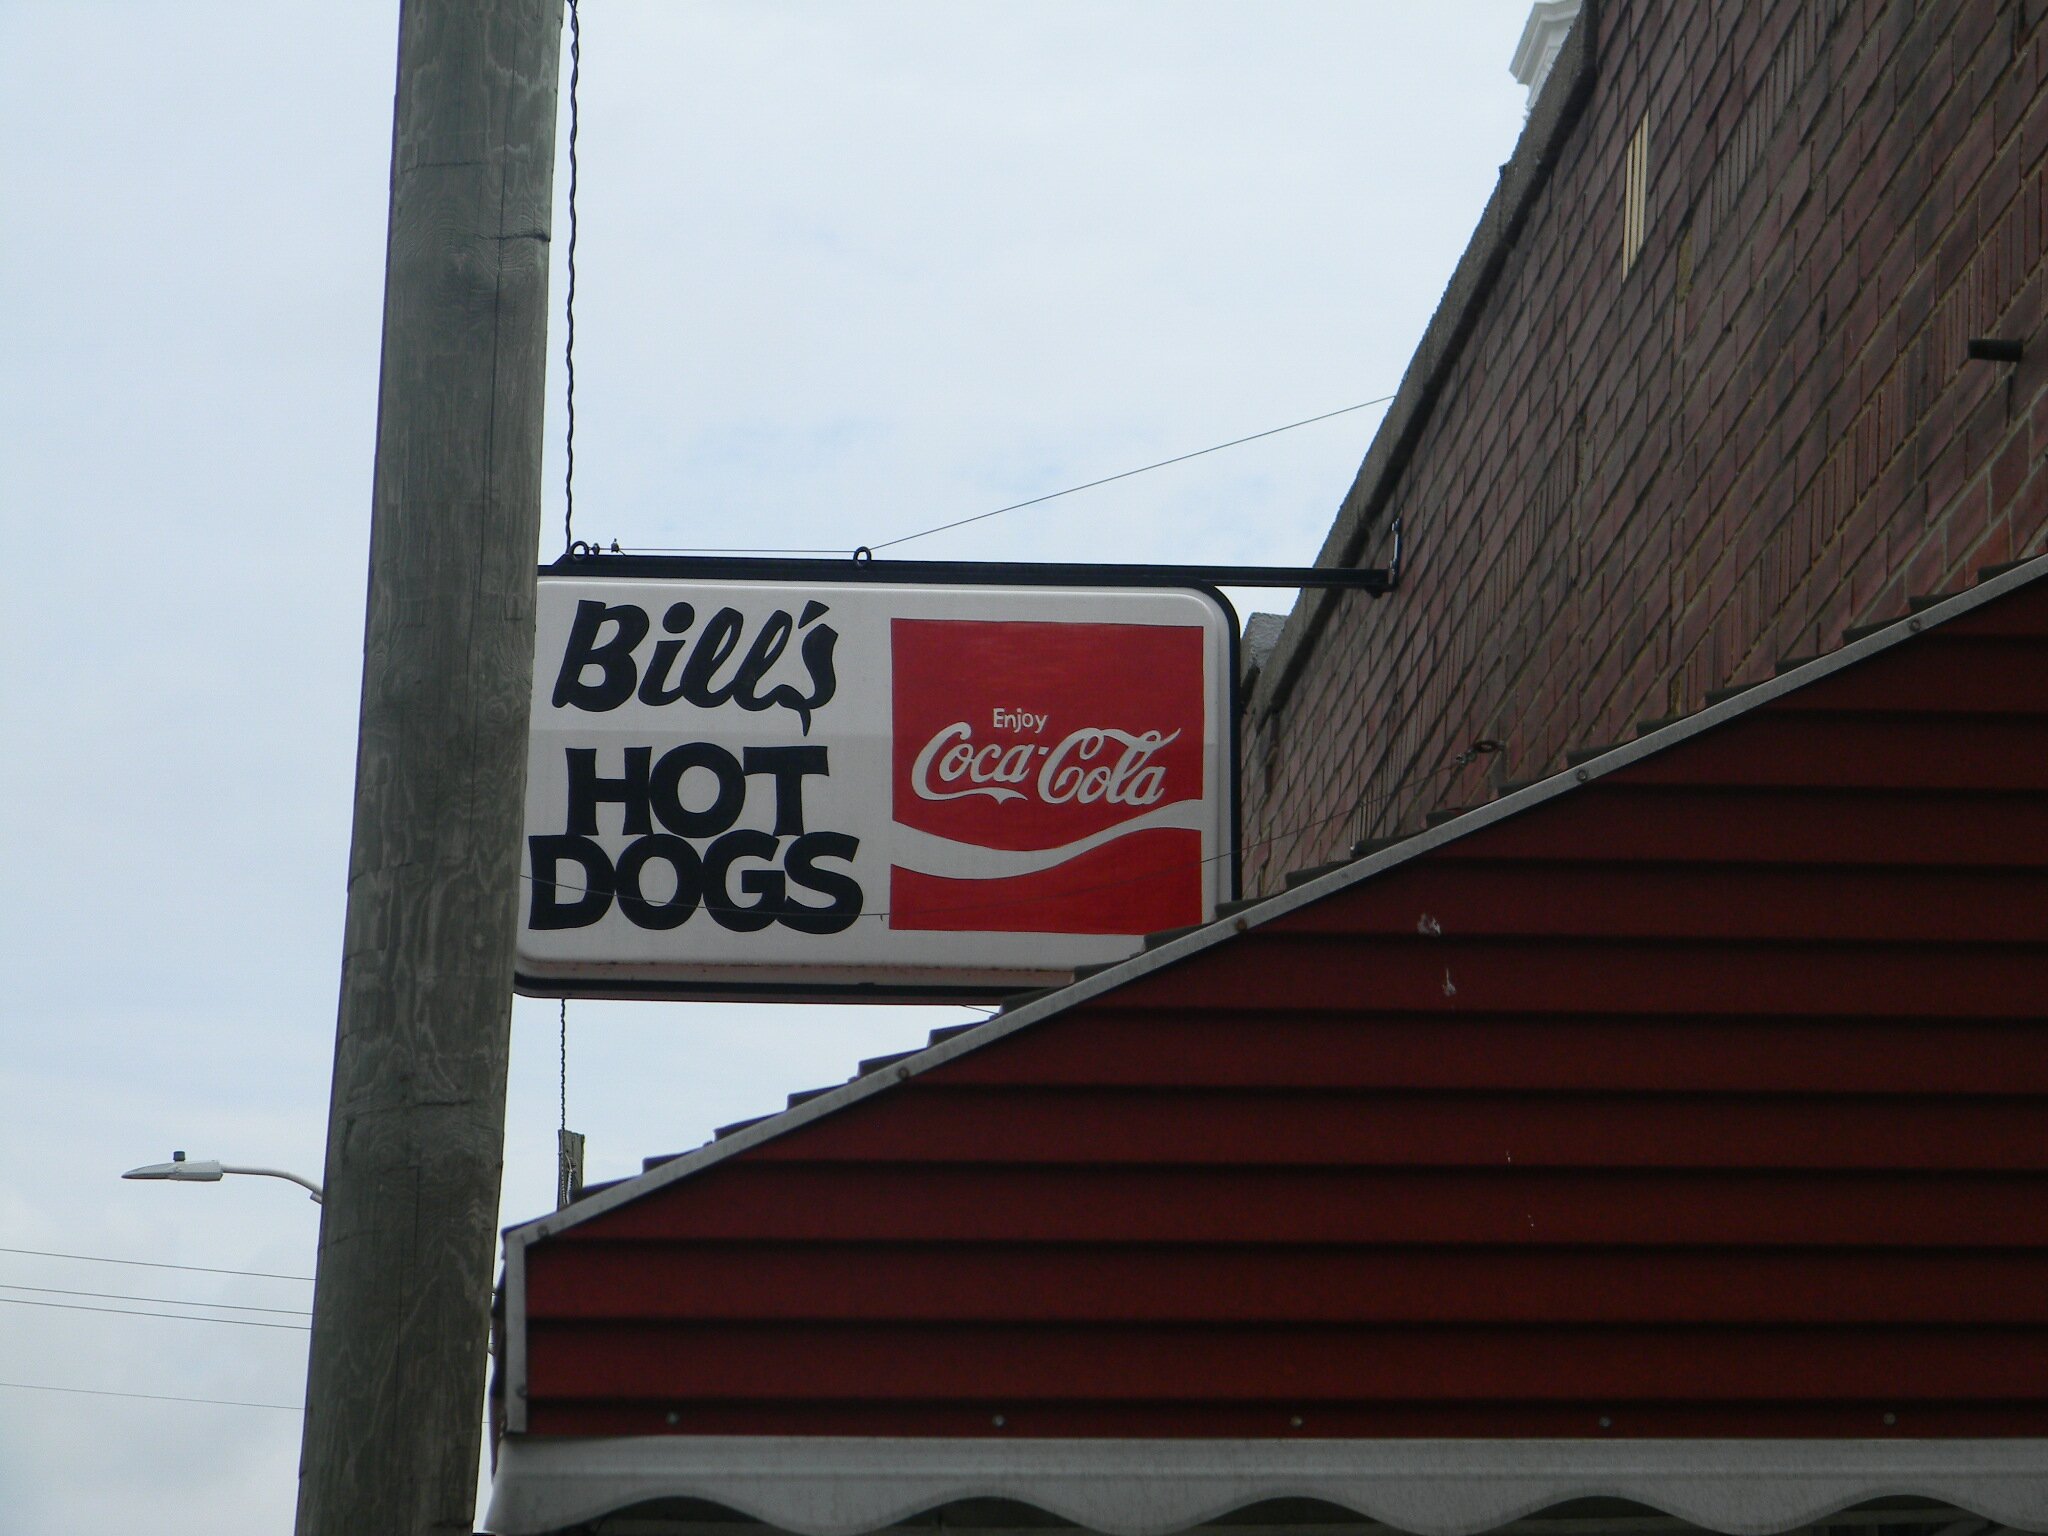 Bill's
HOT
DOGS
Enjoy
Coca-Cola